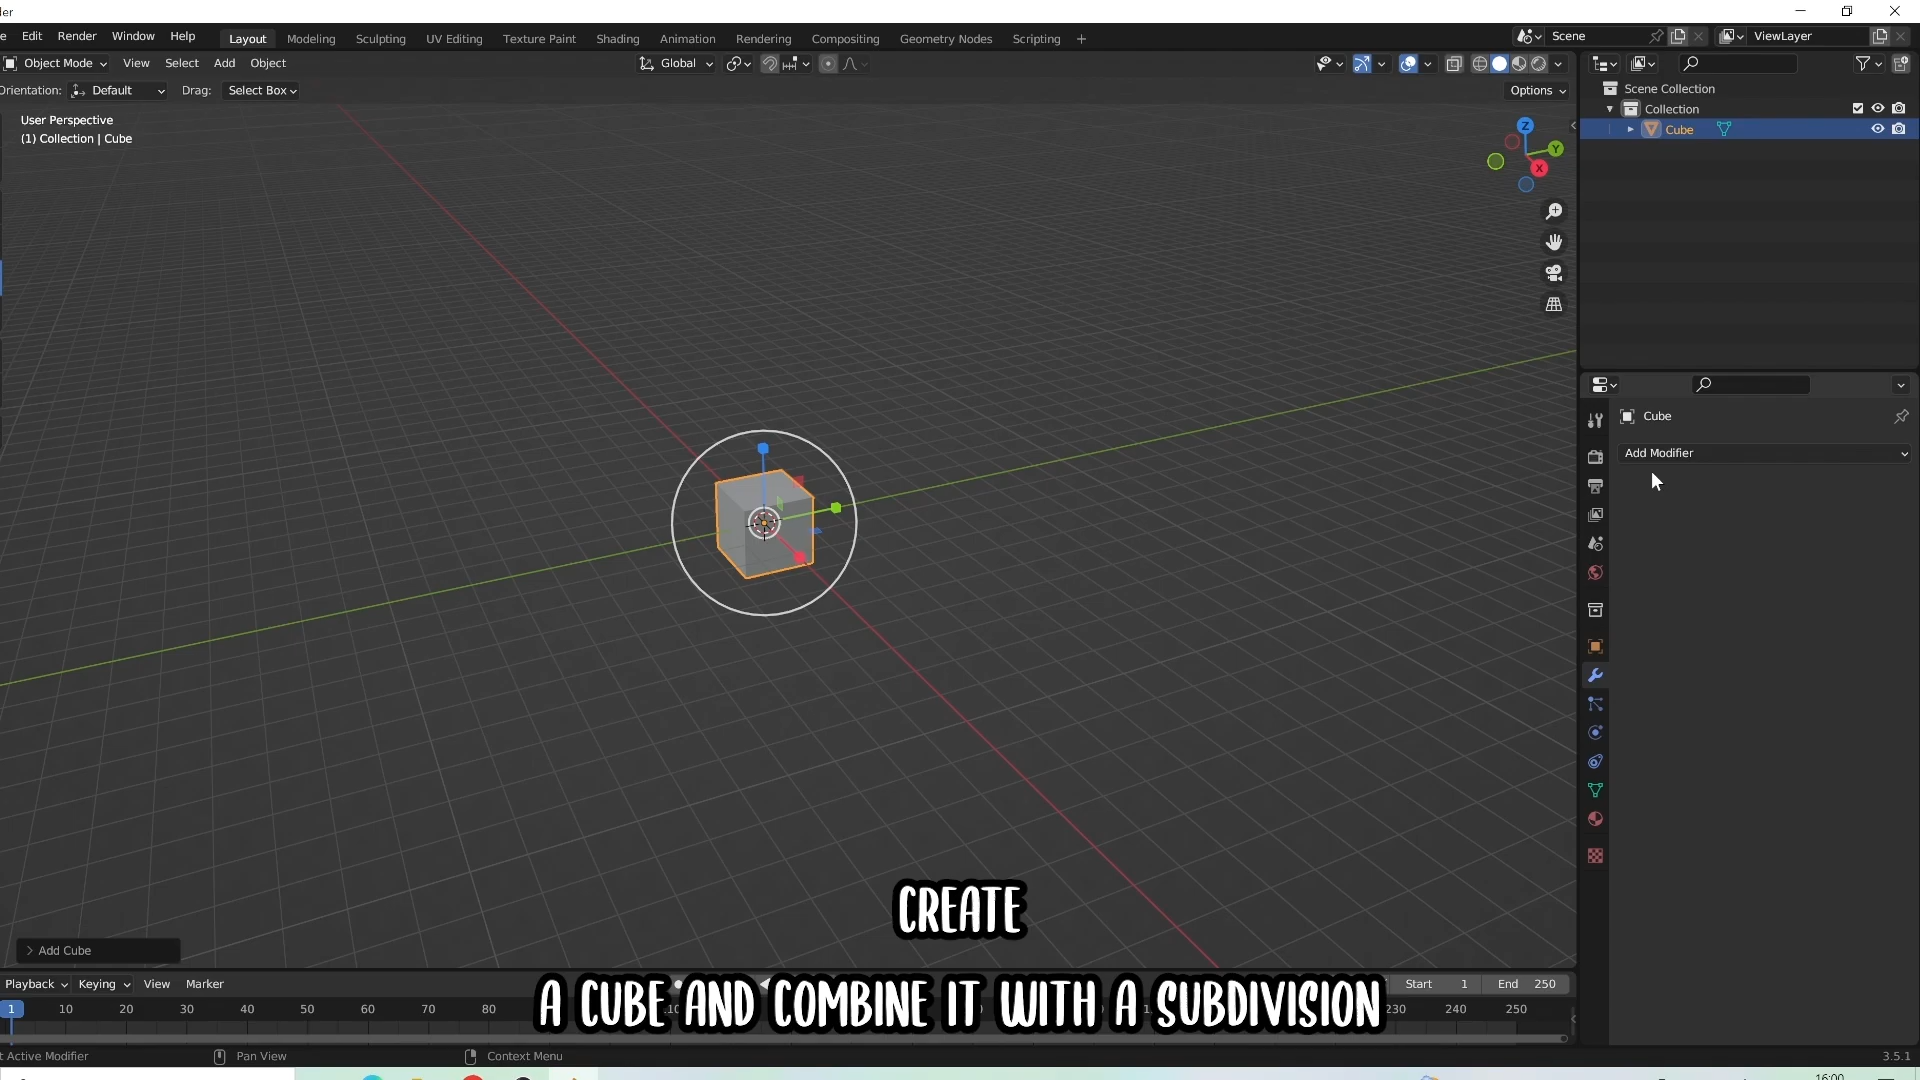 der
e Edit Render Window Help Layout Modeling Sculpting UV Editing Texture Paint Shading Animation Rendering Compositing Geometry Nodes Scripting + Scene ViewLayer
Object Mode View Select Add Object Global
Orientation: Default Drag: Select Box Options
User Perspective
(1) Collection | Cube
Z
Y
X
Scene Collection
Collection
Cube
Cube
Add Modifier
CREATE
A CUBE AND COMBINE IT WITH A SUBDIVISION
Add Cube
Playback Keying View Marker Start 1 End 250
1 10 20 30 40 50 60 70 80 230 240 250
t Active Modifier Pan View Context Menu 3.5.1
16:00